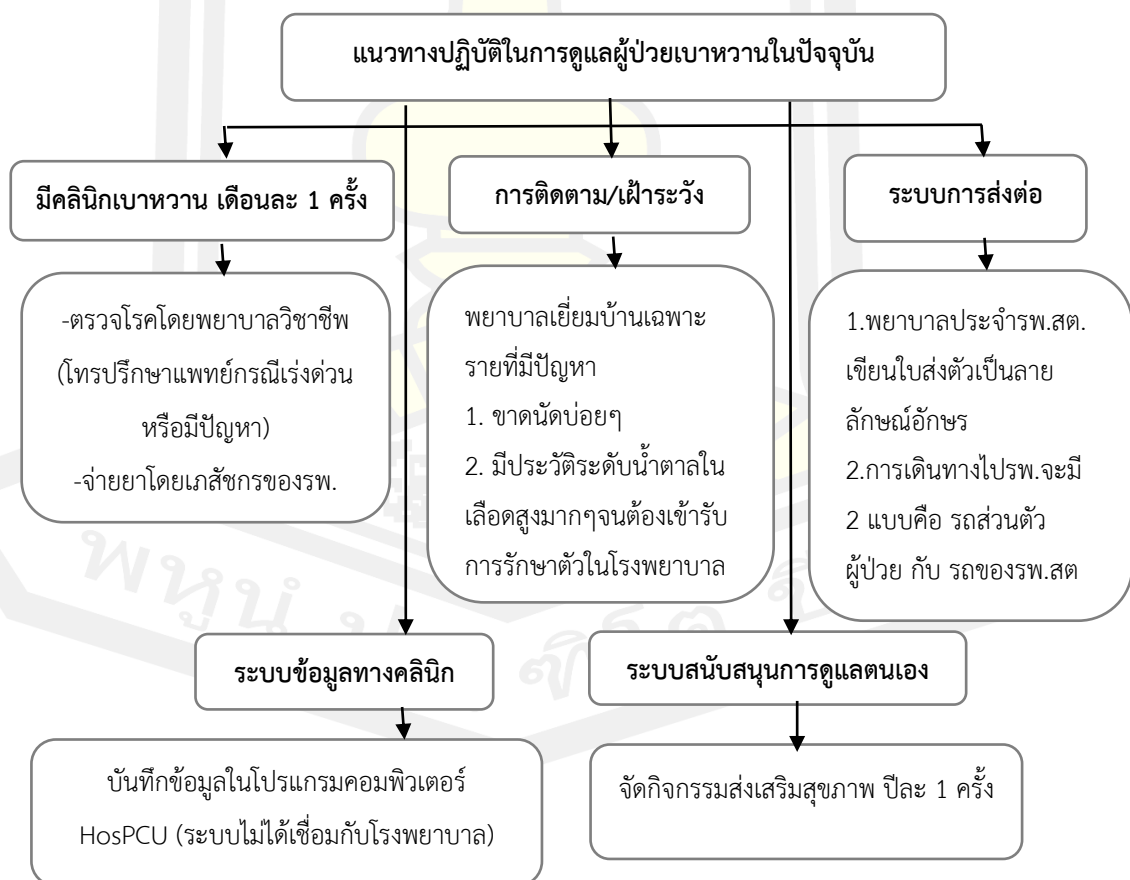 แนวทางปฏิบัติในการดูแลผู้ป่วยเบาหวานในปัจจุบัน
มีคลินิกเบาหวาน เดือนละ 1 ครั้ง
-ตรวจโรคโดยพยาบาลวิชาชีพ
(โทรปรึกษาแพทย์กรณีเร่งด่วน
หรือมีปัญหา)
-จ่ายยาโดยเภสัชกรของรพ.
การติดตาม/เฝ้าระวัง
พยาบาลเยี่ยมบ้านเฉพาะ
รายที่มีปัญหา
1. ขาดนัดบ่อยๆ
2. มีประวัติระดับน้ำตาลใน
เลือดสูงมากๆจนต้องเข้ารับ
การรักษาตัวในโรงพยาบาล
ระบบการส่งต่อ
1.พยาบาลประจำรพ.สต.
เขียนใบส่งตัวเป็นลาย
ลักษณ์อักษร
2.การเดินทางไปรพ.จะมี
2 แบบคือ รถส่วนตัว
ผู้ป่วย กับ รถของรพ.สต
ระบบข้อมูลทางคลินิก
บันทึกข้อมูลในโปรแกรมคอมพิวเตอร์
HosPCU (ระบบไม่ได้เชื่อมกับโรงพยาบาล)
ระบบสนับสนุนการดูแลตนเอง
จัดกิจกรรมส่งเสริมสุขภาพ ปีละ 1 ครั้ง
พหูนํ